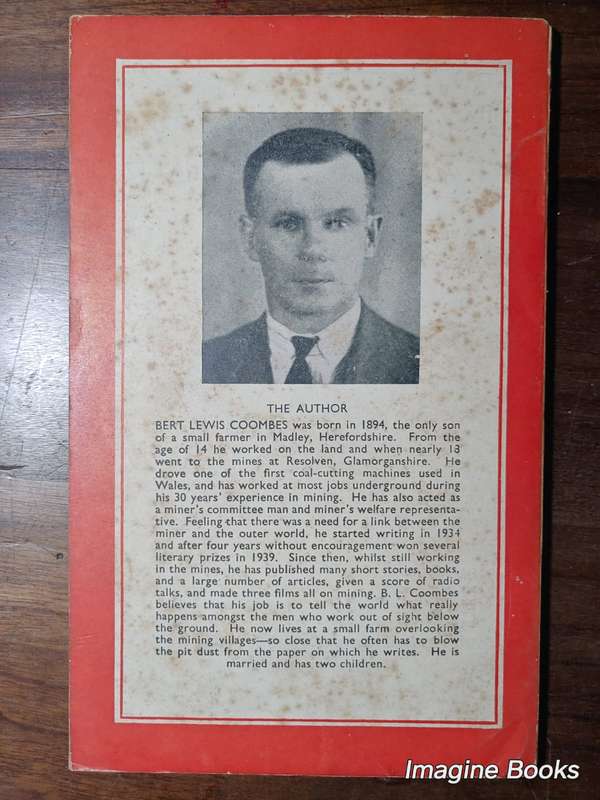 THE AUTHOR
BERT LEWIS COOMBES was born in 1894, the only son
of a small farmer in Madley, Herefordshire. From the
age of 14 he worked on the land and when nearly 18
went to the mines at Resolven, Glamorganshire. He
drove one of the first coal-cutting machines used in
Wales, and has worked at most jobs underground during
his 30 years' experience in mining. He has also acted as
a miner's committee man and miner's welfare representa-
tive. Feeling that there was a need for a link between the
miner and the outer world, he started writing in 1934
and after four years without encouragement won several
literary prizes in 1939. Since then, whilst still working
in the mines, he has published many short stories, books,
and a large number of articles, given a score of radio
talks, and made three films all on mining. B. L. Coombes
believes that his job is to tell the world what really
happens amongst the men who work out of sight below
the ground. He now lives at a small farm overlooking
the mining villages—so close that he often has to blow
the pit dust from the paper on which he writes. He is
married and has two children.
Imagine Books